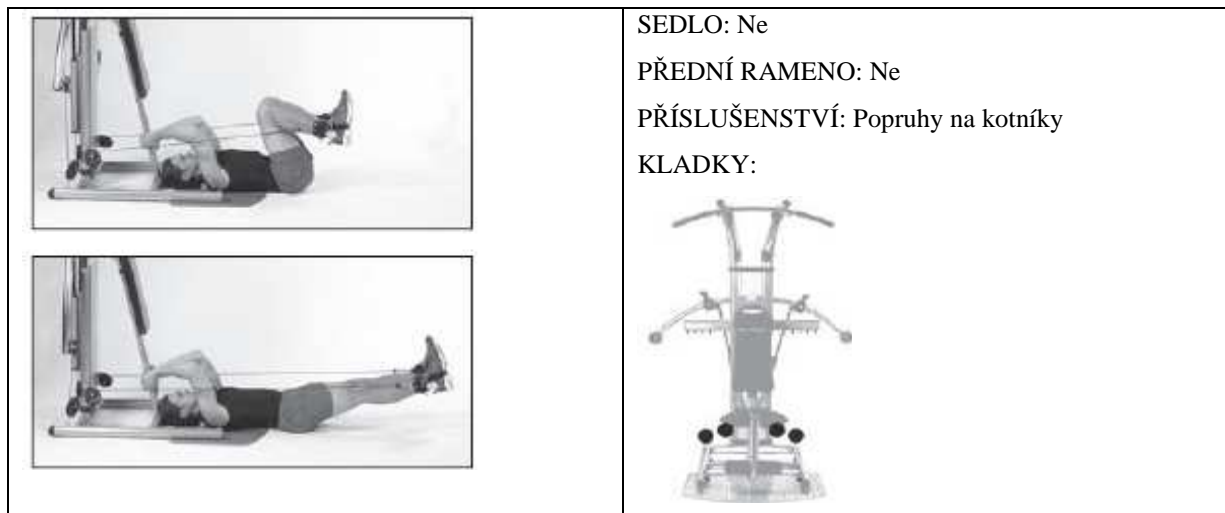 SEDLO: Ne
PŘEDNÍ RAMENO: Ne
PŘÍSLUŠENSTVÍ: Popruhy na kotníky
KLADKY: